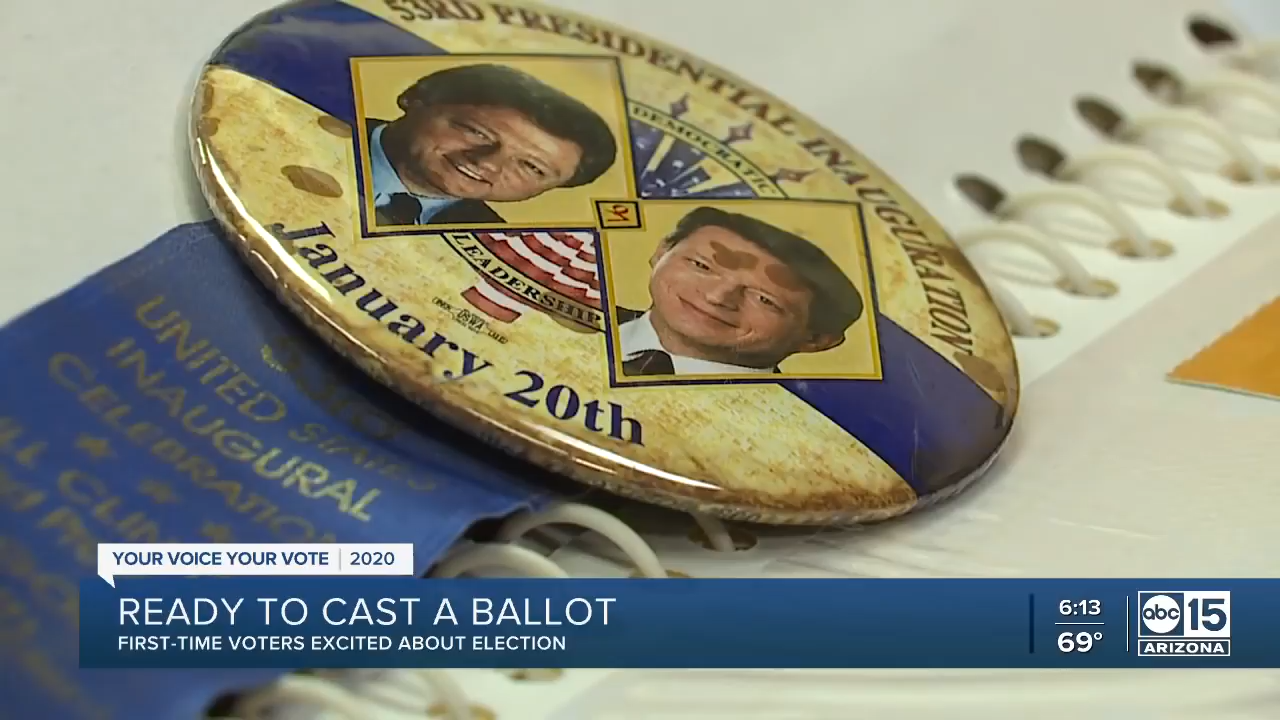 53RD PRESIDENTIAL INAUGURATION
DEMOCRATIC
LEADERSHIP
January 20th
UNITED STATES
INAUGURAL
CELEBRATION
YOUR VOICE YOUR VOTE | 2020
READY TO CAST A BALLOT
FIRST-TIME VOTERS EXCITED ABOUT ELECTION
6:13
69°
abc 15
ARIZONA